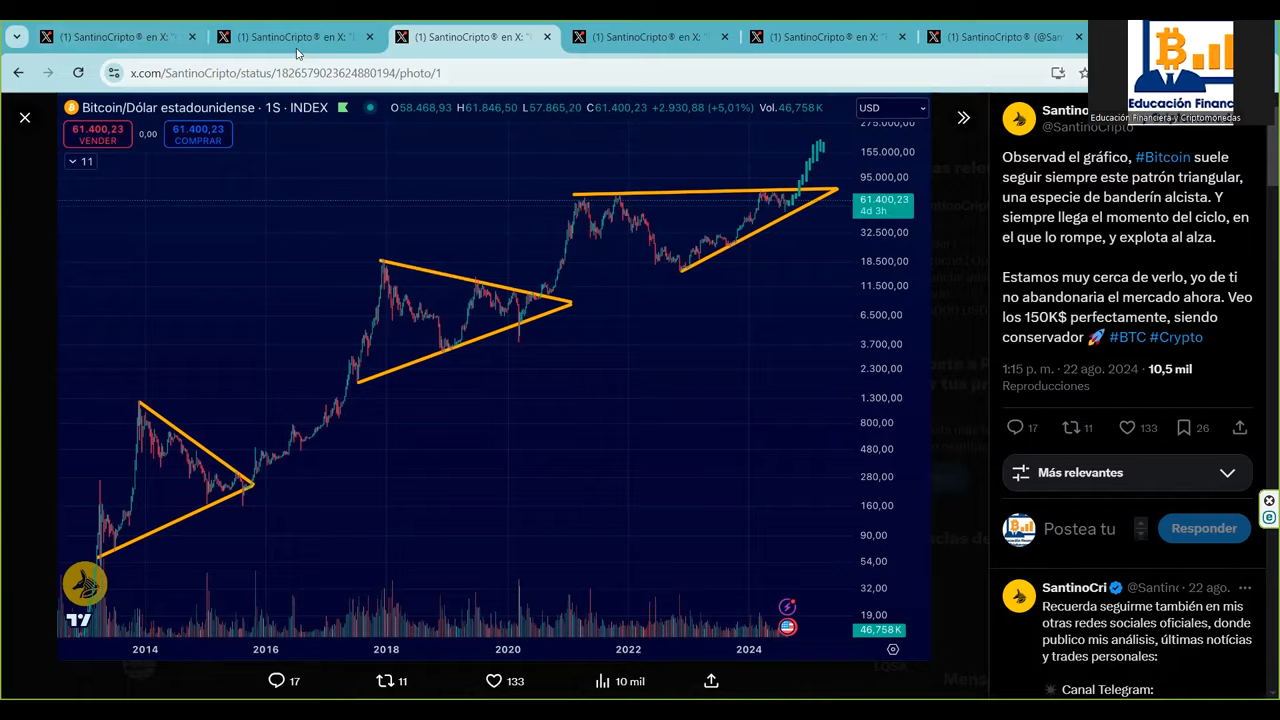 (1) SantinoCripto® en X: "
(1) SantinoCripto® en X: "
(1) SantinoCripto® en X: "
(1) SantinoCripto® en X: "
(1) SantinoCripto® en X: "
(1) SantinoCripto® (@San
x.com/SantinoCripto/status/1826579023624880194/photo/1
Educación Financ
Educación Financiera y Criptomonedas
Bitcoin/Dólar estadounidense · 1S · INDEX
O58.468,93 H61.846,50 L57.865,20 C61.400,23 +2.930,88 (+5,01%) Vol.46,758 K
USD
61.400,23
VENDER
0,00
61.400,23
COMPRAR
11
275.000,00
155.000,00
95.000,00
61.400,23
4d 3h
32.500,00
18.500,00
11.500,00
6.500,00
3.700,00
2.300,00
1.300,00
800,00
480,00
280,00
160,00
90,00
54,00
32,00
19,00
46,758 K
2014
2016
2018
2020
2022
2024
17
11
133
10 mil
@SantinoCripto
Observad el gráfico, #Bitcoin suele
seguir siempre este patrón triangular,
una especie de banderín alcista. Y
siempre llega el momento del ciclo, en
el que lo rompe, y explota al alza.
Estamos muy cerca de verlo, yo de ti
no abandonaria el mercado ahora. Veo
los 150K$ perfectamente, siendo
conservador 🚀 #BTC #Crypto
1:15 p. m. · 22 ago. 2024 · 10,5 mil
Reproducciones
17
11
133
26
Más relevantes
Postea tu
Responder
SantinoCri @Santinc · 22 ago.
Recuerda seguirme también en mis
otras redes sociales oficiales, donde
publico mis análisis, últimas notícias
y trades personales:
Canal Telegram: